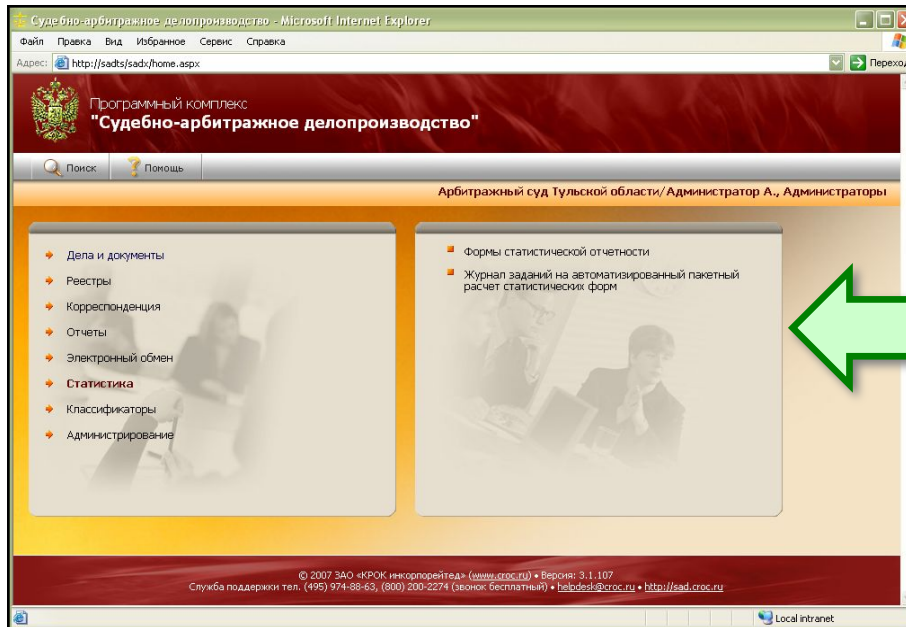 Судебно-арбитражное делопроизводство - Microsoft Internet Explorer
Файл Правка Вид Избранное Сервис Справка
Адрес: http://sadts/sadx/home.aspx Переход
Программный комплекс
"Судебно-арбитражное делопроизводство"
Поиск Помощь
Арбитражный суд Тульской области/Администратор А., Администраторы
Дела и документы
Реестры
Корреспонденция
Отчеты
Электронный обмен
Статистика
Классификаторы
Администрирование
Формы статистической отчетности
Журнал заданий на автоматизированный пакетный
расчет статистических форм
© 2007 ЗАО «КРОК инкорпорейтед» (www.croc.ru) • Версия: 3.1.107
Служба поддержки тел. (495) 974-88-63, (800) 200-2274 (звонок бесплатный) • helpdesk@croc.ru • http://sad.croc.ru
Local intranet